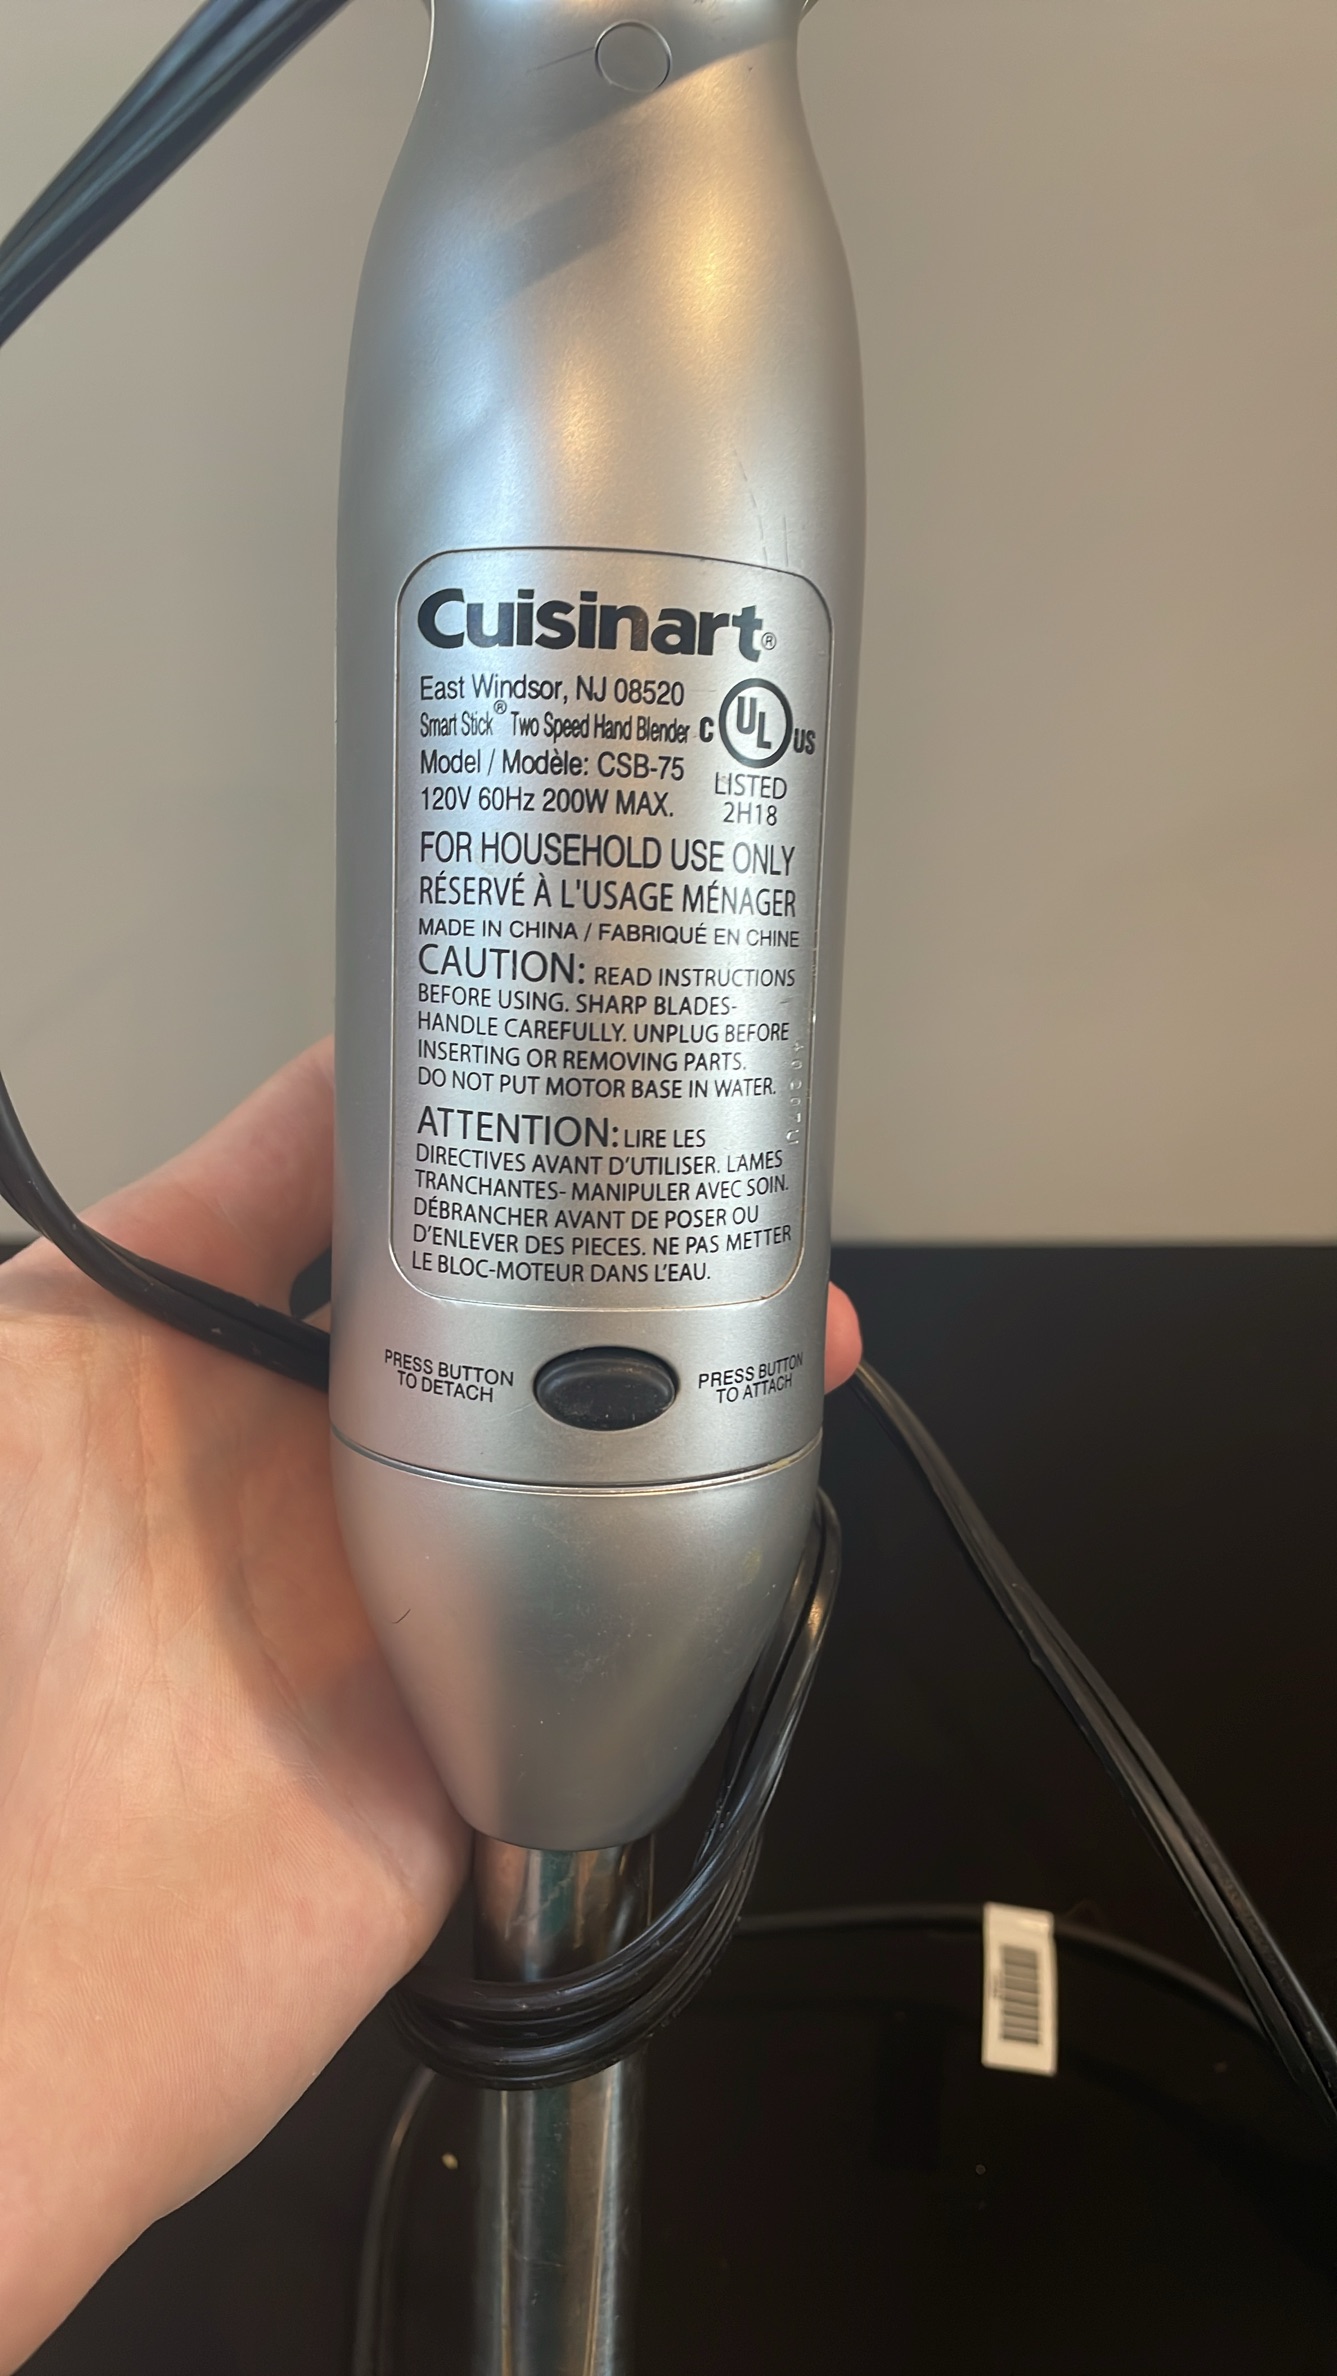 Cuisinart®
East Windsor, NJ 08520
Smart Stick® Two Speed Hand Blender
Model / Modèle: CSB-75
120V 60Hz 200W MAX.
C UL US
LISTED
2H18
FOR HOUSEHOLD USE ONLY
RÉSERVÉ À L'USAGE MÉNAGER
MADE IN CHINA / FABRIQUÉ EN CHINE
CAUTION: READ INSTRUCTIONS
BEFORE USING. SHARP BLADES-
HANDLE CAREFULLY. UNPLUG BEFORE
INSERTING OR REMOVING PARTS.
DO NOT PUT MOTOR BASE IN WATER.
ATTENTION: LIRE LES
DIRECTIVES AVANT D'UTILISER. LAMES
TRANCHANTES- MANIPULER AVEC SOIN.
DÉBRANCHER AVANT DE POSER OU
D'ENLEVER DES PIECES. NE PAS METTER
LE BLOC-MOTEUR DANS L'EAU.
PRESS BUTTON
TO DETACH
PRESS BUTTON
TO ATTACH